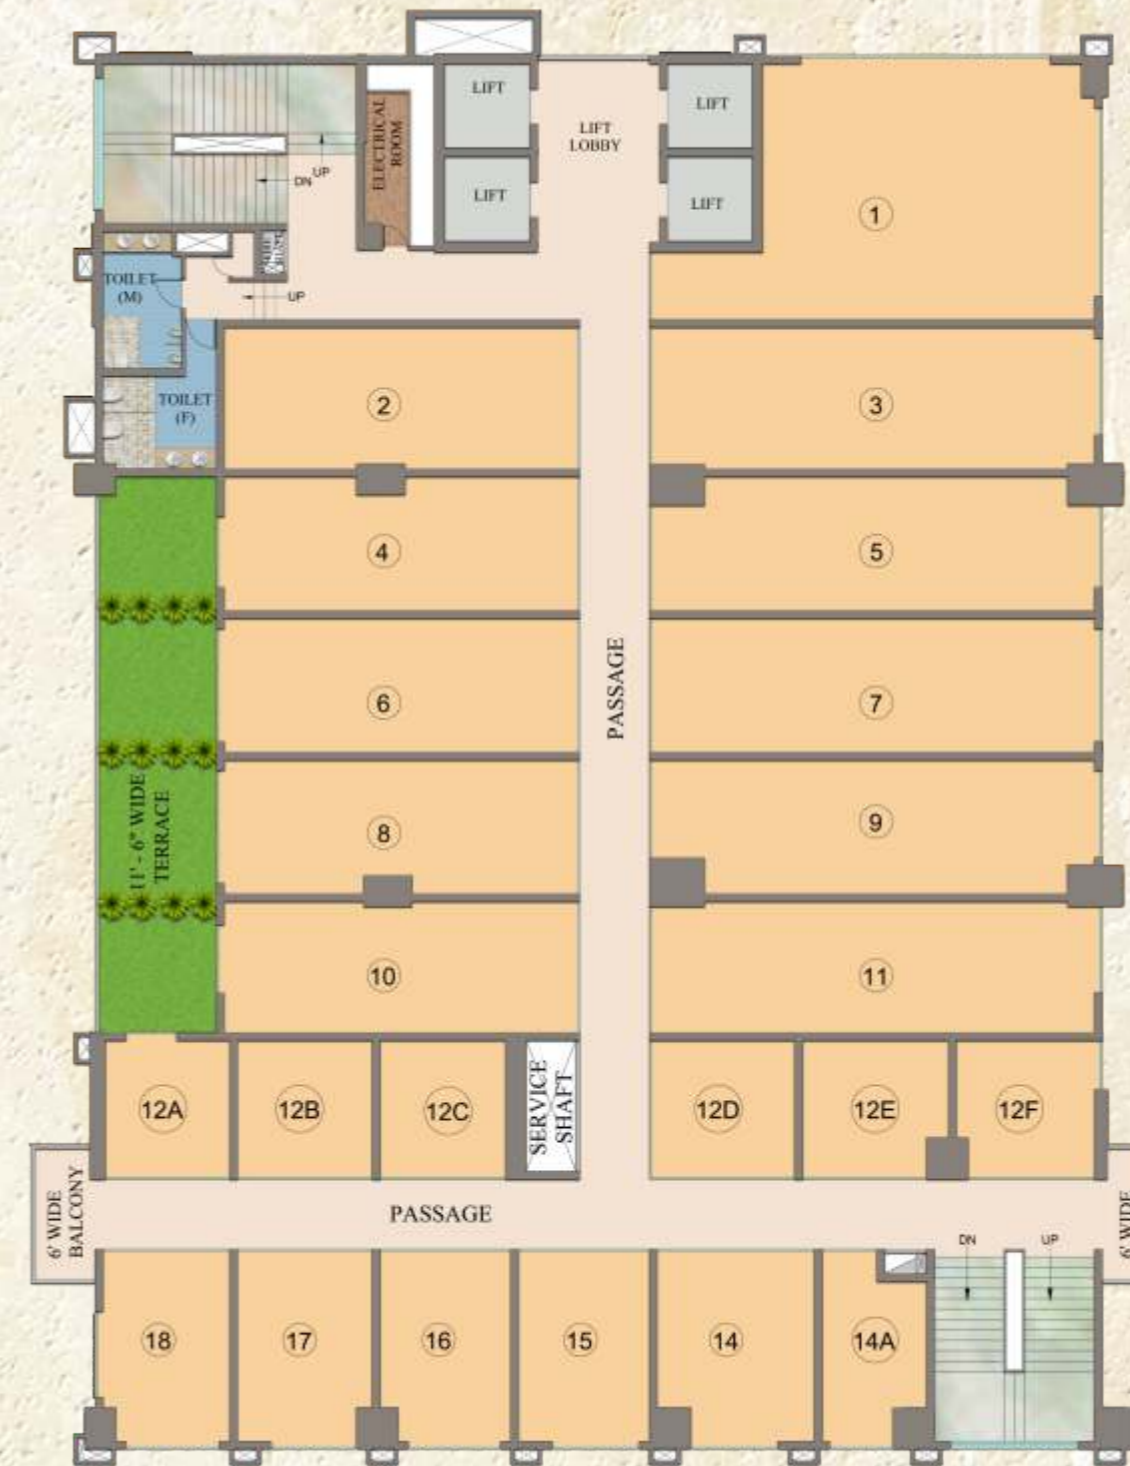 LIFT
LIFT
LIFT
LOBBY
ELECTRICAL
ROOM
UP
DN
LIFT
LIFT
1
TOILET
(M)
UP
TOILET
(F)
2
3
4
5
6
7
PASSAGE
11' - 6" WIDE
TERRACE
8
9
10
11
12A
12B
12C
SERVICE
SHAFT
12D
12E
12F
6' WIDE
BALCONY
PASSAGE
6' WIDE
DN
UP
18
17
16
15
14
14A